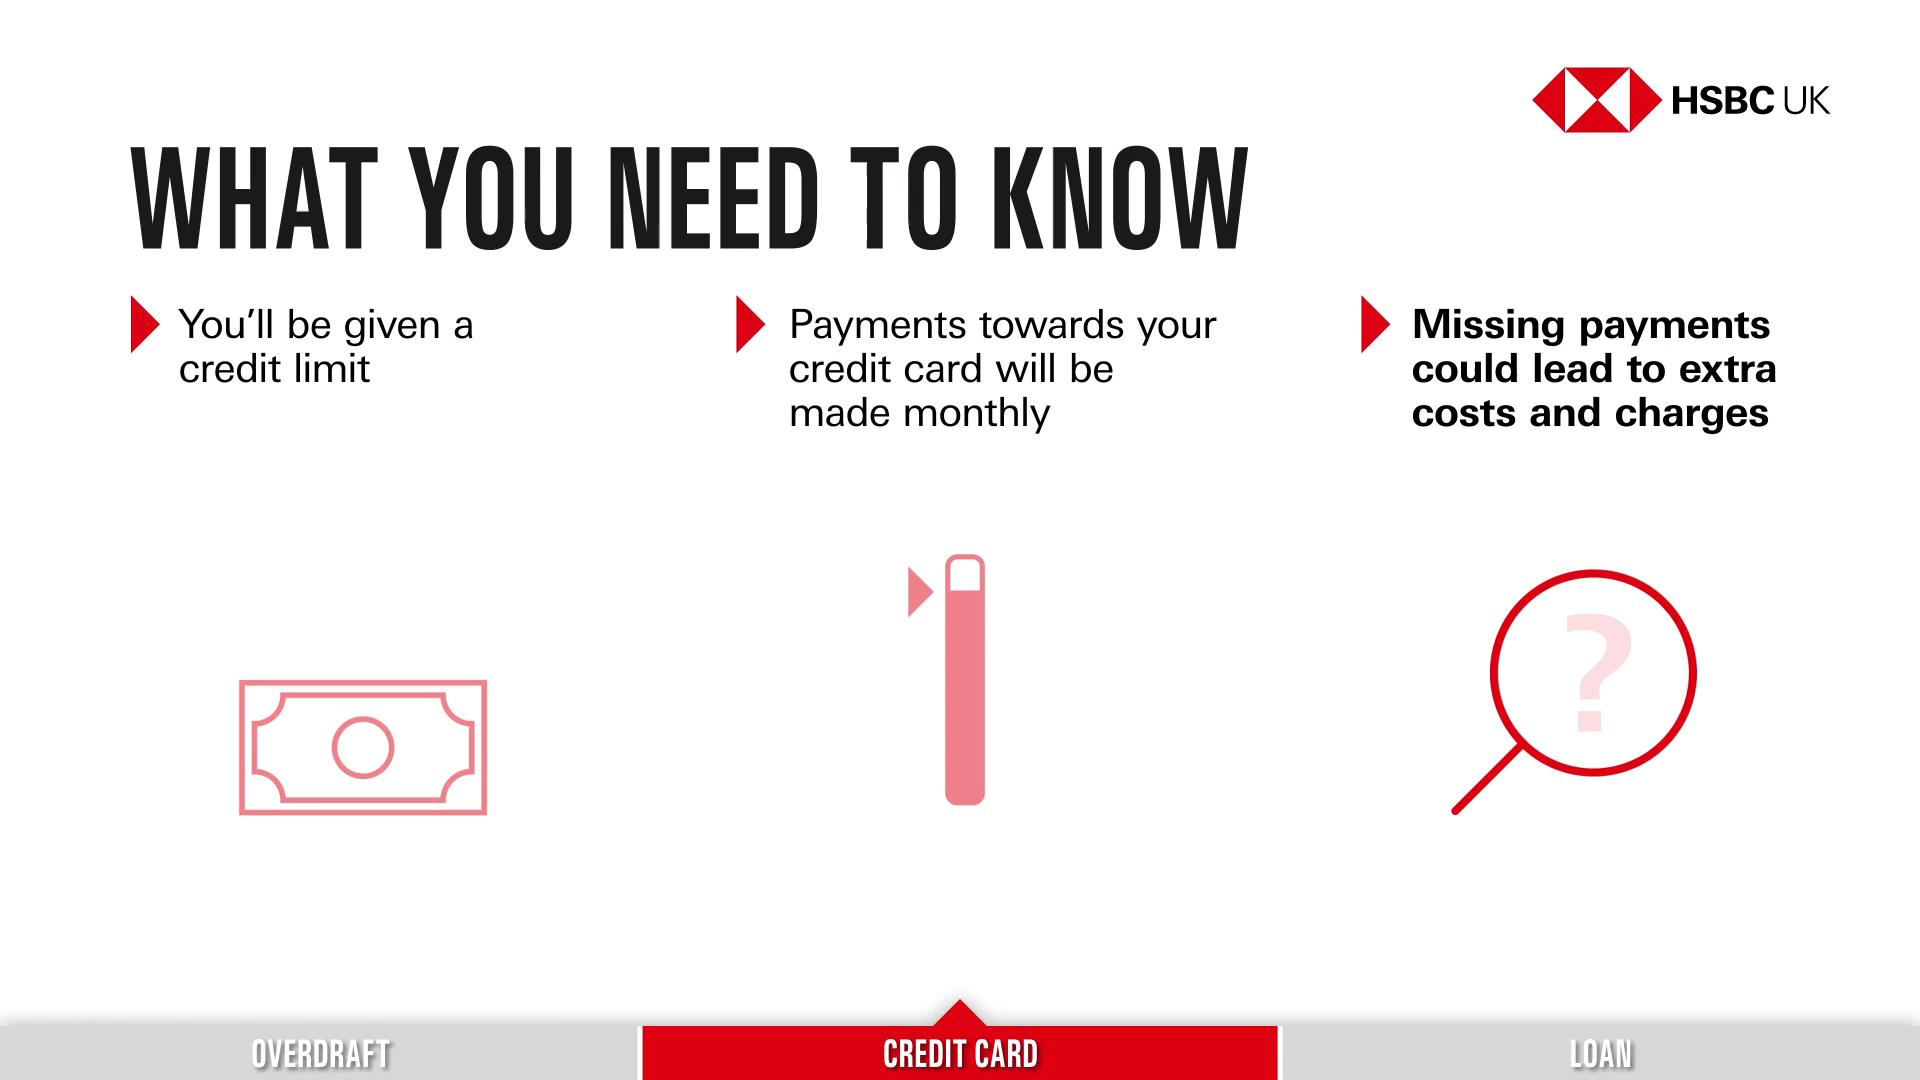 HSBC UK
WHAT YOU NEED TO KNOW
You’ll be given a
credit limit
Payments towards your
credit card will be
made monthly
Missing payments
could lead to extra
costs and charges
?
OVERDRAFT
CREDIT CARD
LOAN